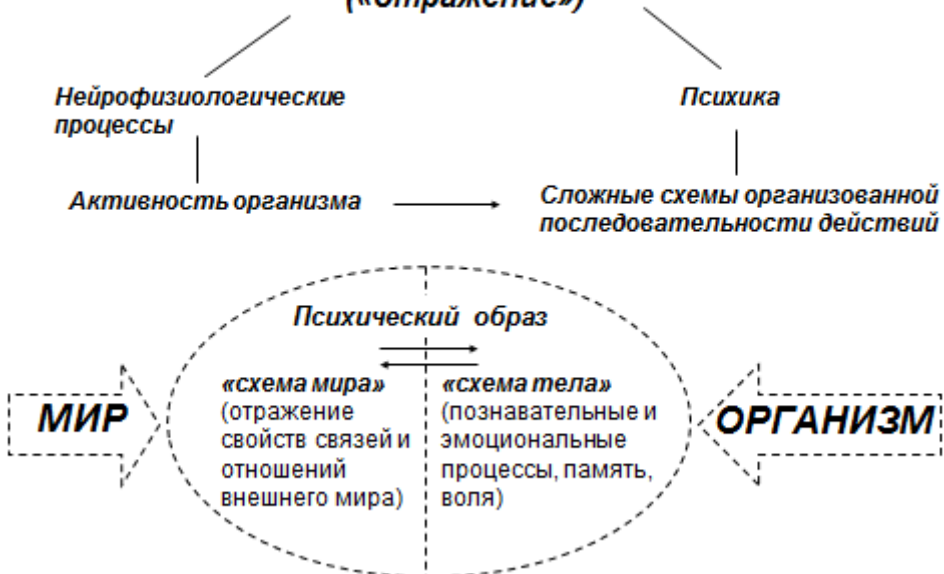 («отражение»)
Нейрофизиологические
процессы
Психика
Активность организма
Сложные схемы организованной
последовательности действий
Психический образ
«схема мира»
(отражение
свойств связей и
отношений
внешнего мира)
«схема тела»
(познавательные и
эмоциональные
процессы, память,
воля)
МИР
ОРГАНИЗМ